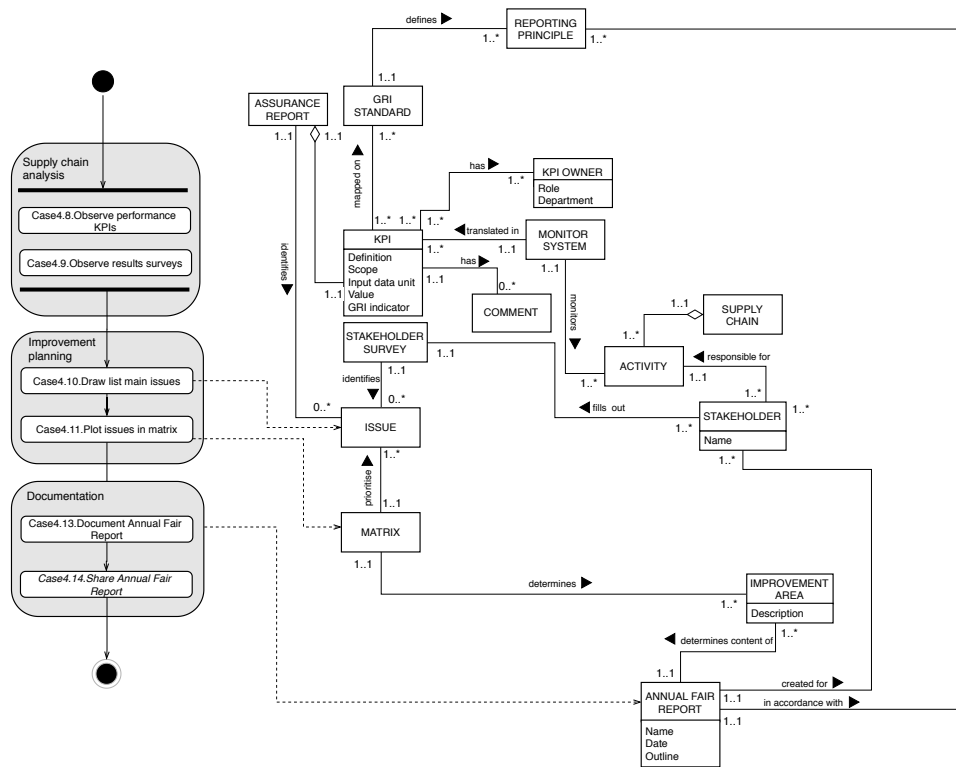 Supply chain
analysis
Case4.8.Observe performance
KPIs
Case4.9.Observe results surveys
Improvement
planning
Case4.10.Draw list main issues
Case4.11.Plot issues in matrix
Documentation
Case4.13.Document Annual Fair
Report
Case4.14.Share Annual Fair
Report
defines
1..*
REPORTING
PRINCIPLE
1..*
1..1
ASSURANCE
REPORT
1..1
1..1
GRI
STANDARD
1..*
mapped on
has
1..*
KPI OWNER
Role
Department
1..*
1..*
1..*
KPI
Definition
Scope
Input data unit
Value
GRI indicator
translated in
1..*
1..1
MONITOR
SYSTEM
1..1
has
1..1
0..*
COMMENT
identifies
1..1
monitors
1..1
SUPPLY
CHAIN
1..*
ACTIVITY
1..*
responsible for
1..1
1..*
STAKEHOLDER
SURVEY
1..1
1..1
identifies
0..*
0..*
ISSUE
1..*
fills out
1..*
STAKEHOLDER
Name
1..*
1..*
prioritise
1..1
MATRIX
1..1
determines
1..*
IMPROVEMENT
AREA
Description
1..*
determines content of
1..1
ANNUAL FAIR
REPORT
Name
Date
Outline
created for
1..1
in accordance with
1..1